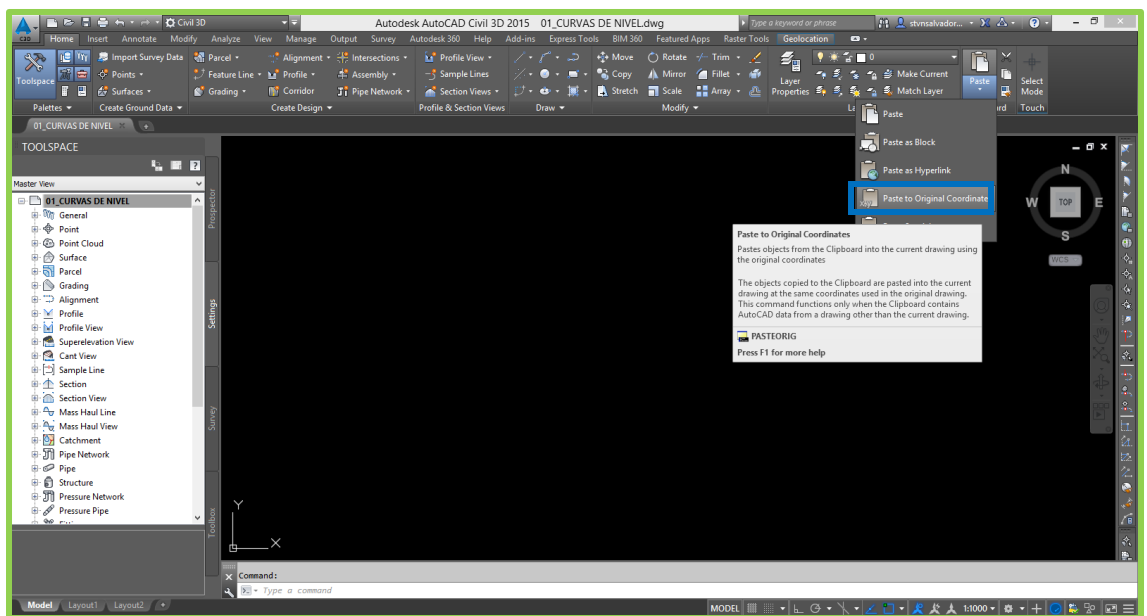 Civil 3D
Autodesk AutoCAD Civil 3D 2015 01_CURVAS DE NIVEL.dwg
Type a keyword or phrase
stvnsalvador...
C3D
Home Insert Annotate Modify Analyze View Manage Output Survey Autodesk 360 Help Add-ins Express Tools BIM 360 Featured Apps Raster Tools Geolocation
Import Survey Data Parcel Alignment Intersections Profile View Move Rotate Trim 0
Toolspace Points Feature Line Profile Assembly Sample Lines Copy Mirror Fillet Layer Properties Make Current Paste Select Mode
Surfaces Grading Corridor Pipe Network Section Views Stretch Scale Array Match Layer
Palettes Create Ground Data Create Design Profile & Section Views Draw Modify La rd Touch
01_CURVAS DE NIVEL
Paste
Paste as Block
Paste as Hyperlink
Paste to Original Coordinate
TOOLSPACE
Master View
01_CURVAS DE NIVEL
General
Point
Point Cloud
Surface
Parcel
Grading
Alignment
Profile
Profile View
Superelevation View
Cant View
Sample Line
Section
Section View
Mass Haul Line
Mass Haul View
Catchment
Pipe Network
Pipe
Structure
Pressure Network
Pressure Pipe
Prospector
Settings
Survey
Toolbox
N
W TOP E
S
WCS
Paste to Original Coordinates
Pastes objects from the Clipboard into the current drawing using
the original coordinates
The objects copied to the Clipboard are pasted into the current
drawing at the same coordinates used in the original drawing.
This command functions only when the Clipboard contains
AutoCAD data from a drawing other than the current drawing.
PASTEORIG
Press F1 for more help
Y
X
Command:
Type a command
Model Layout1 Layout2 +
MODEL 1:1000